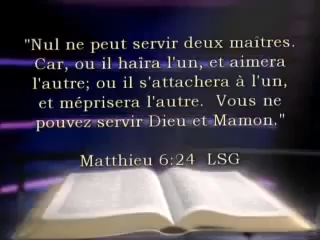 "Nul ne peut servir deux maîtres.
Car, ou il haïra l'un, et aimera
l'autre; ou il s'attachera à l'un,
et méprisera l'autre.  Vous ne
pouvez servir Dieu et Mamon."
Matthieu 6:24  LSG